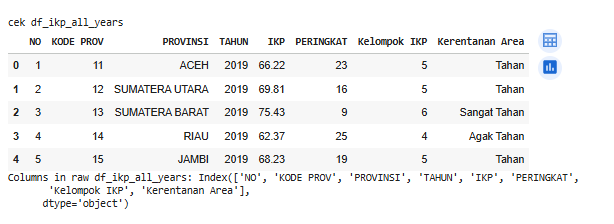 cek df_ikp_all_years
NO KODE PROV PROVINSI TAHUN IKP PERINGKAT Kelompok IKP Kerentanan Area
0 1 11 ACEH 2019 66.22 23 5 Tahan
1 2 12 SUMATERA UTARA 2019 69.81 16 5 Tahan
2 3 13 SUMATERA BARAT 2019 75.43 9 6 Sangat Tahan
3 4 14 RIAU 2019 62.37 25 4 Agak Tahan
4 5 15 JAMBI 2019 68.23 19 5 Tahan
Columns in raw df_ikp_all_years: Index(['NO', 'KODE PROV', 'PROVINSI', 'TAHUN', 'IKP', 'PERINGKAT',
'Kelompok IKP', 'Kerentanan Area'],
dtype='object')